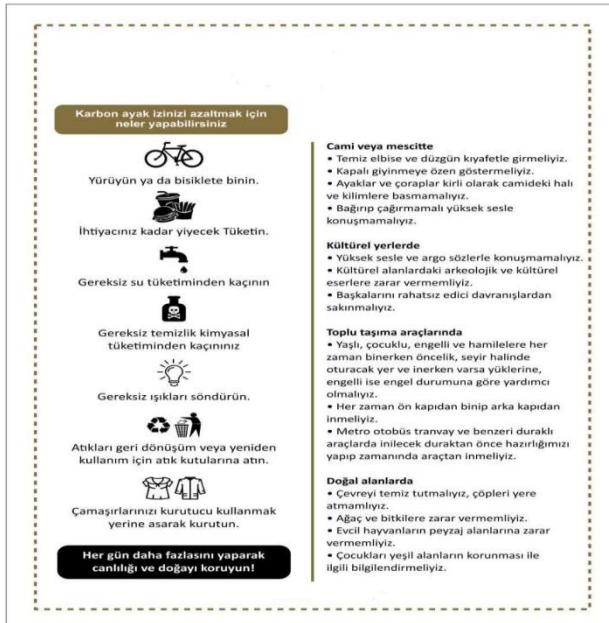 Karbon ayak izinizi azaltmak için
neler yapabilirsiniz
Yürüyün ya da bisiklete binin.
İhtiyacınız kadar yiyecek Tüketin.
Gereksiz su tüketiminden kaçının
Gereksiz temizlik kimyasal
tüketiminden kaçınınız
Gereksiz ışıkları söndürün.
Atıkları geri dönüşüm veya yeniden
kullanım için atık kutularına atın.
Çamaşırlarınızı kurutucu kullanmak
yerine asarak kurutun.
Her gün daha fazlasını yaparak
canlılığı ve doğayı koruyun!
Cami veya mescitte
• Temiz elbise ve düzgün kıyafetle girmeliyiz.
• Kapalı giyinmeye özen göstermeliyiz.
• Ayaklar ve çoraplar kirli olarak camideki halı
ve kilimlere basmamalıyız.
• Bağırıp çağırmamalı yüksek sesle
konuşmamalıyız.
Kültürel yerlerde
• Yüksek sesle ve argo sözlerle konuşmamalıyız.
• Kültürel alanlardaki arkeolojik ve kültürel
eserlere zarar vermemliyiz.
• Başkalarını rahatsız edici davranışlardan
sakınmalıyız.
Toplu taşıma araçlarında
• Yaşlı, çocuklu, engelli ve hamilelere her
zaman binerken öncelik, seyir halinde
oturacak yer ve inerken varsa yüklerine,
engelli ise engel durumuna göre yardımcı
olmalıyız.
• Her zaman ön kapıdan binip arka kapıdan
inmeliyiz.
• Metro otobüs tranvay ve benzeri duraklı
araçlarda inilecek duraktan önce hazırlığımızı
yapıp zamanında araçtan inmeliyiz.
Doğal alanlarda
• Çevreyi temiz tutmalıyız, çöpleri yere
atmamlıyız.
• Ağaç ve bitkilere zarar vermemliyiz.
• Evcil hayvanların peyzaj alanlarına zarar
vermemliyiz.
• Çocukları yeşil alanların korunması ile
ilgili bilgilendirmeliyiz.